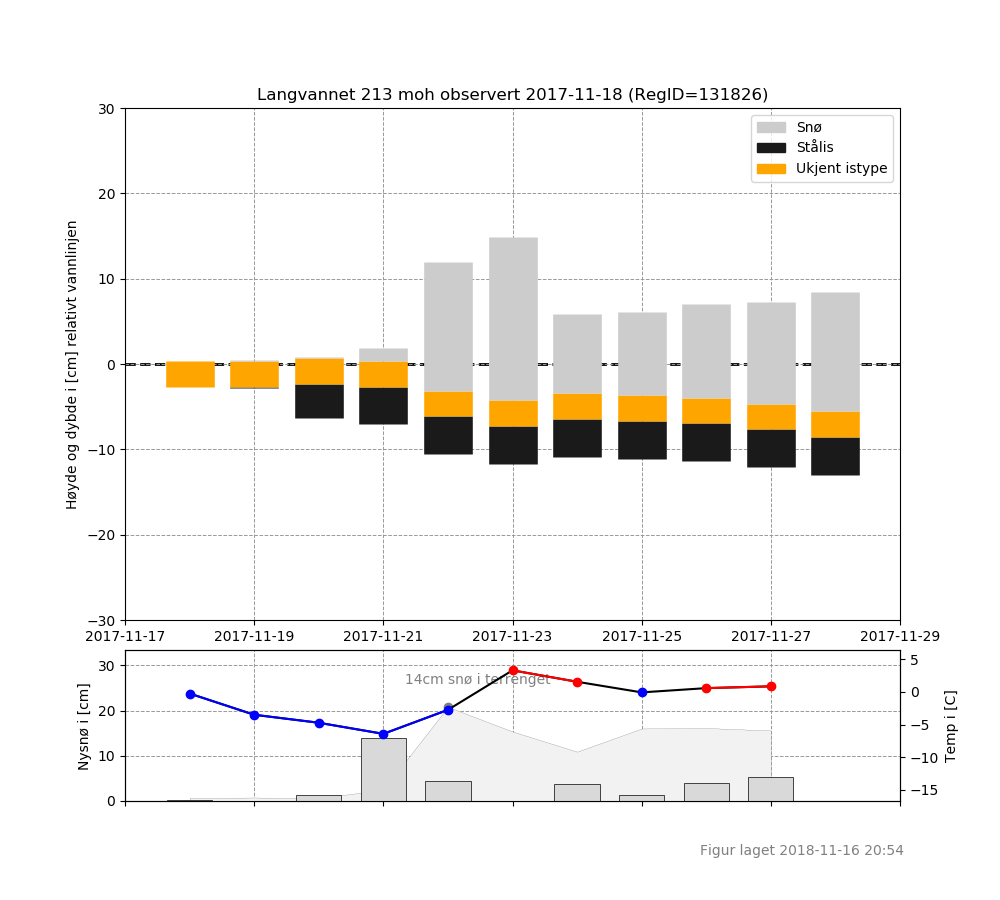 Langvannet 213 moh observert 2017-11-18 (RegID=131826)
Høyde og dybde i [cm] relativt vannlinjen
30
20
10
0
−10
−20
−30
Snø
Stålis
Ukjent istype
2017-11-17 2017-11-19 2017-11-21 2017-11-23 2017-11-25 2017-11-27 2017-11-29
Nysnø i [cm]
30
20
10
0
14cm snø i terrenget
5
0
−5
−10
−15
Temp i [C]
Figur laget 2018-11-16 20:54